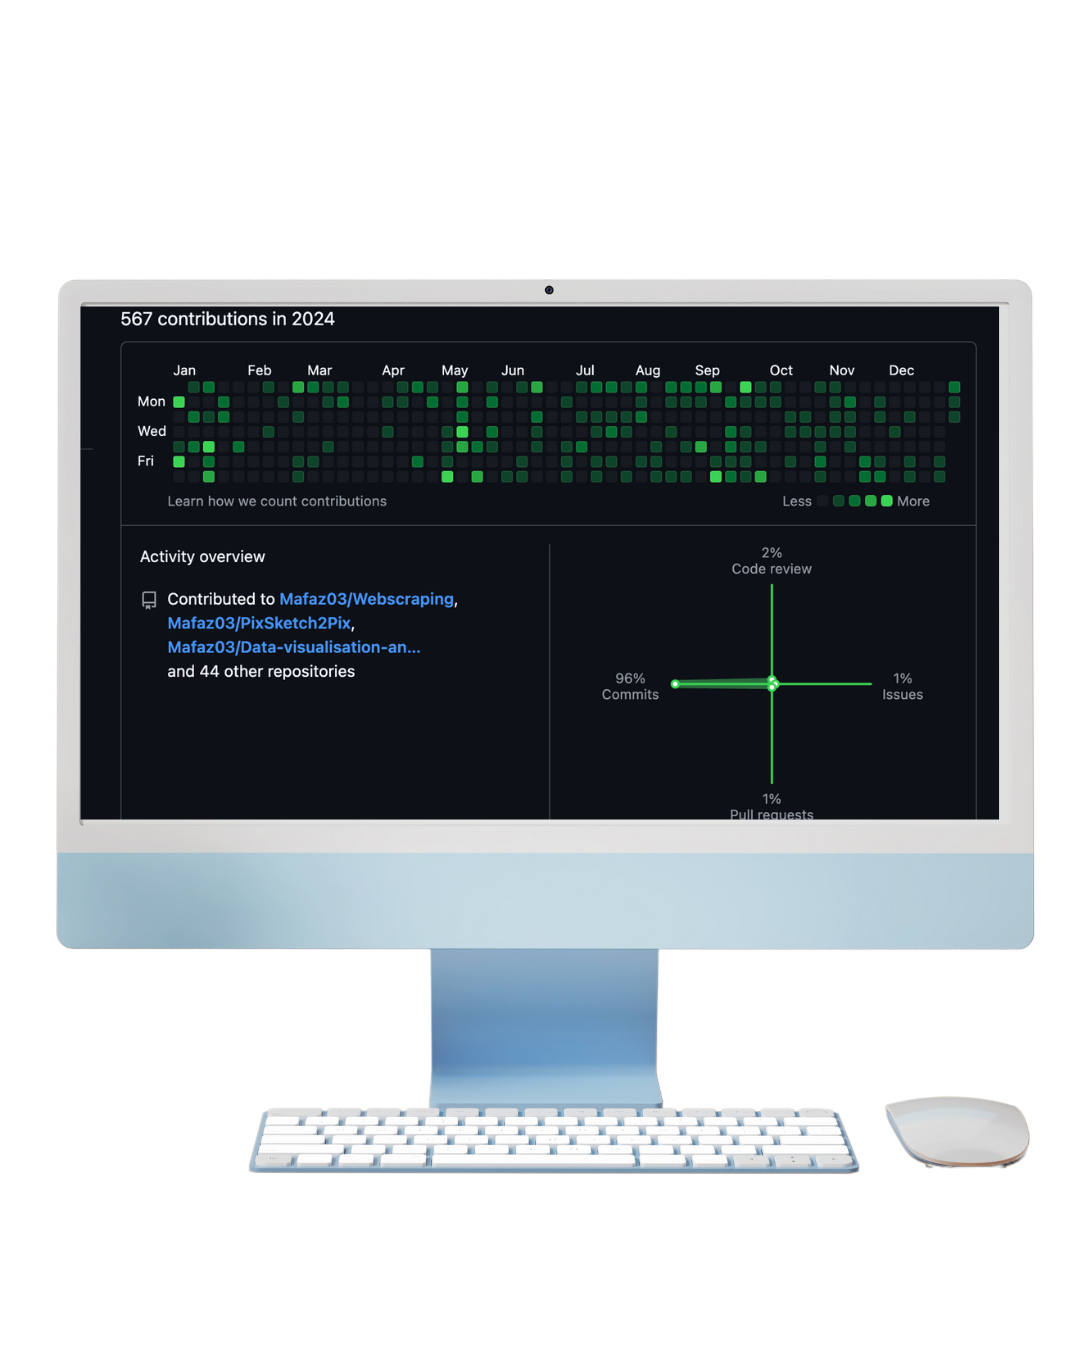 567 contributions in 2024
Jan Feb Mar Apr May Jun Jul Aug Sep Oct Nov Dec
Mon
Wed
Fri
Learn how we count contributions
Less More
Activity overview
Contributed to Mafaz03/Webscraping,
Mafaz03/PixSketch2Pix,
Mafaz03/Data-visualisation-an...
and 44 other repositories
2%
Code review
96%
Commits
1%
Issues
1%
Pull requests